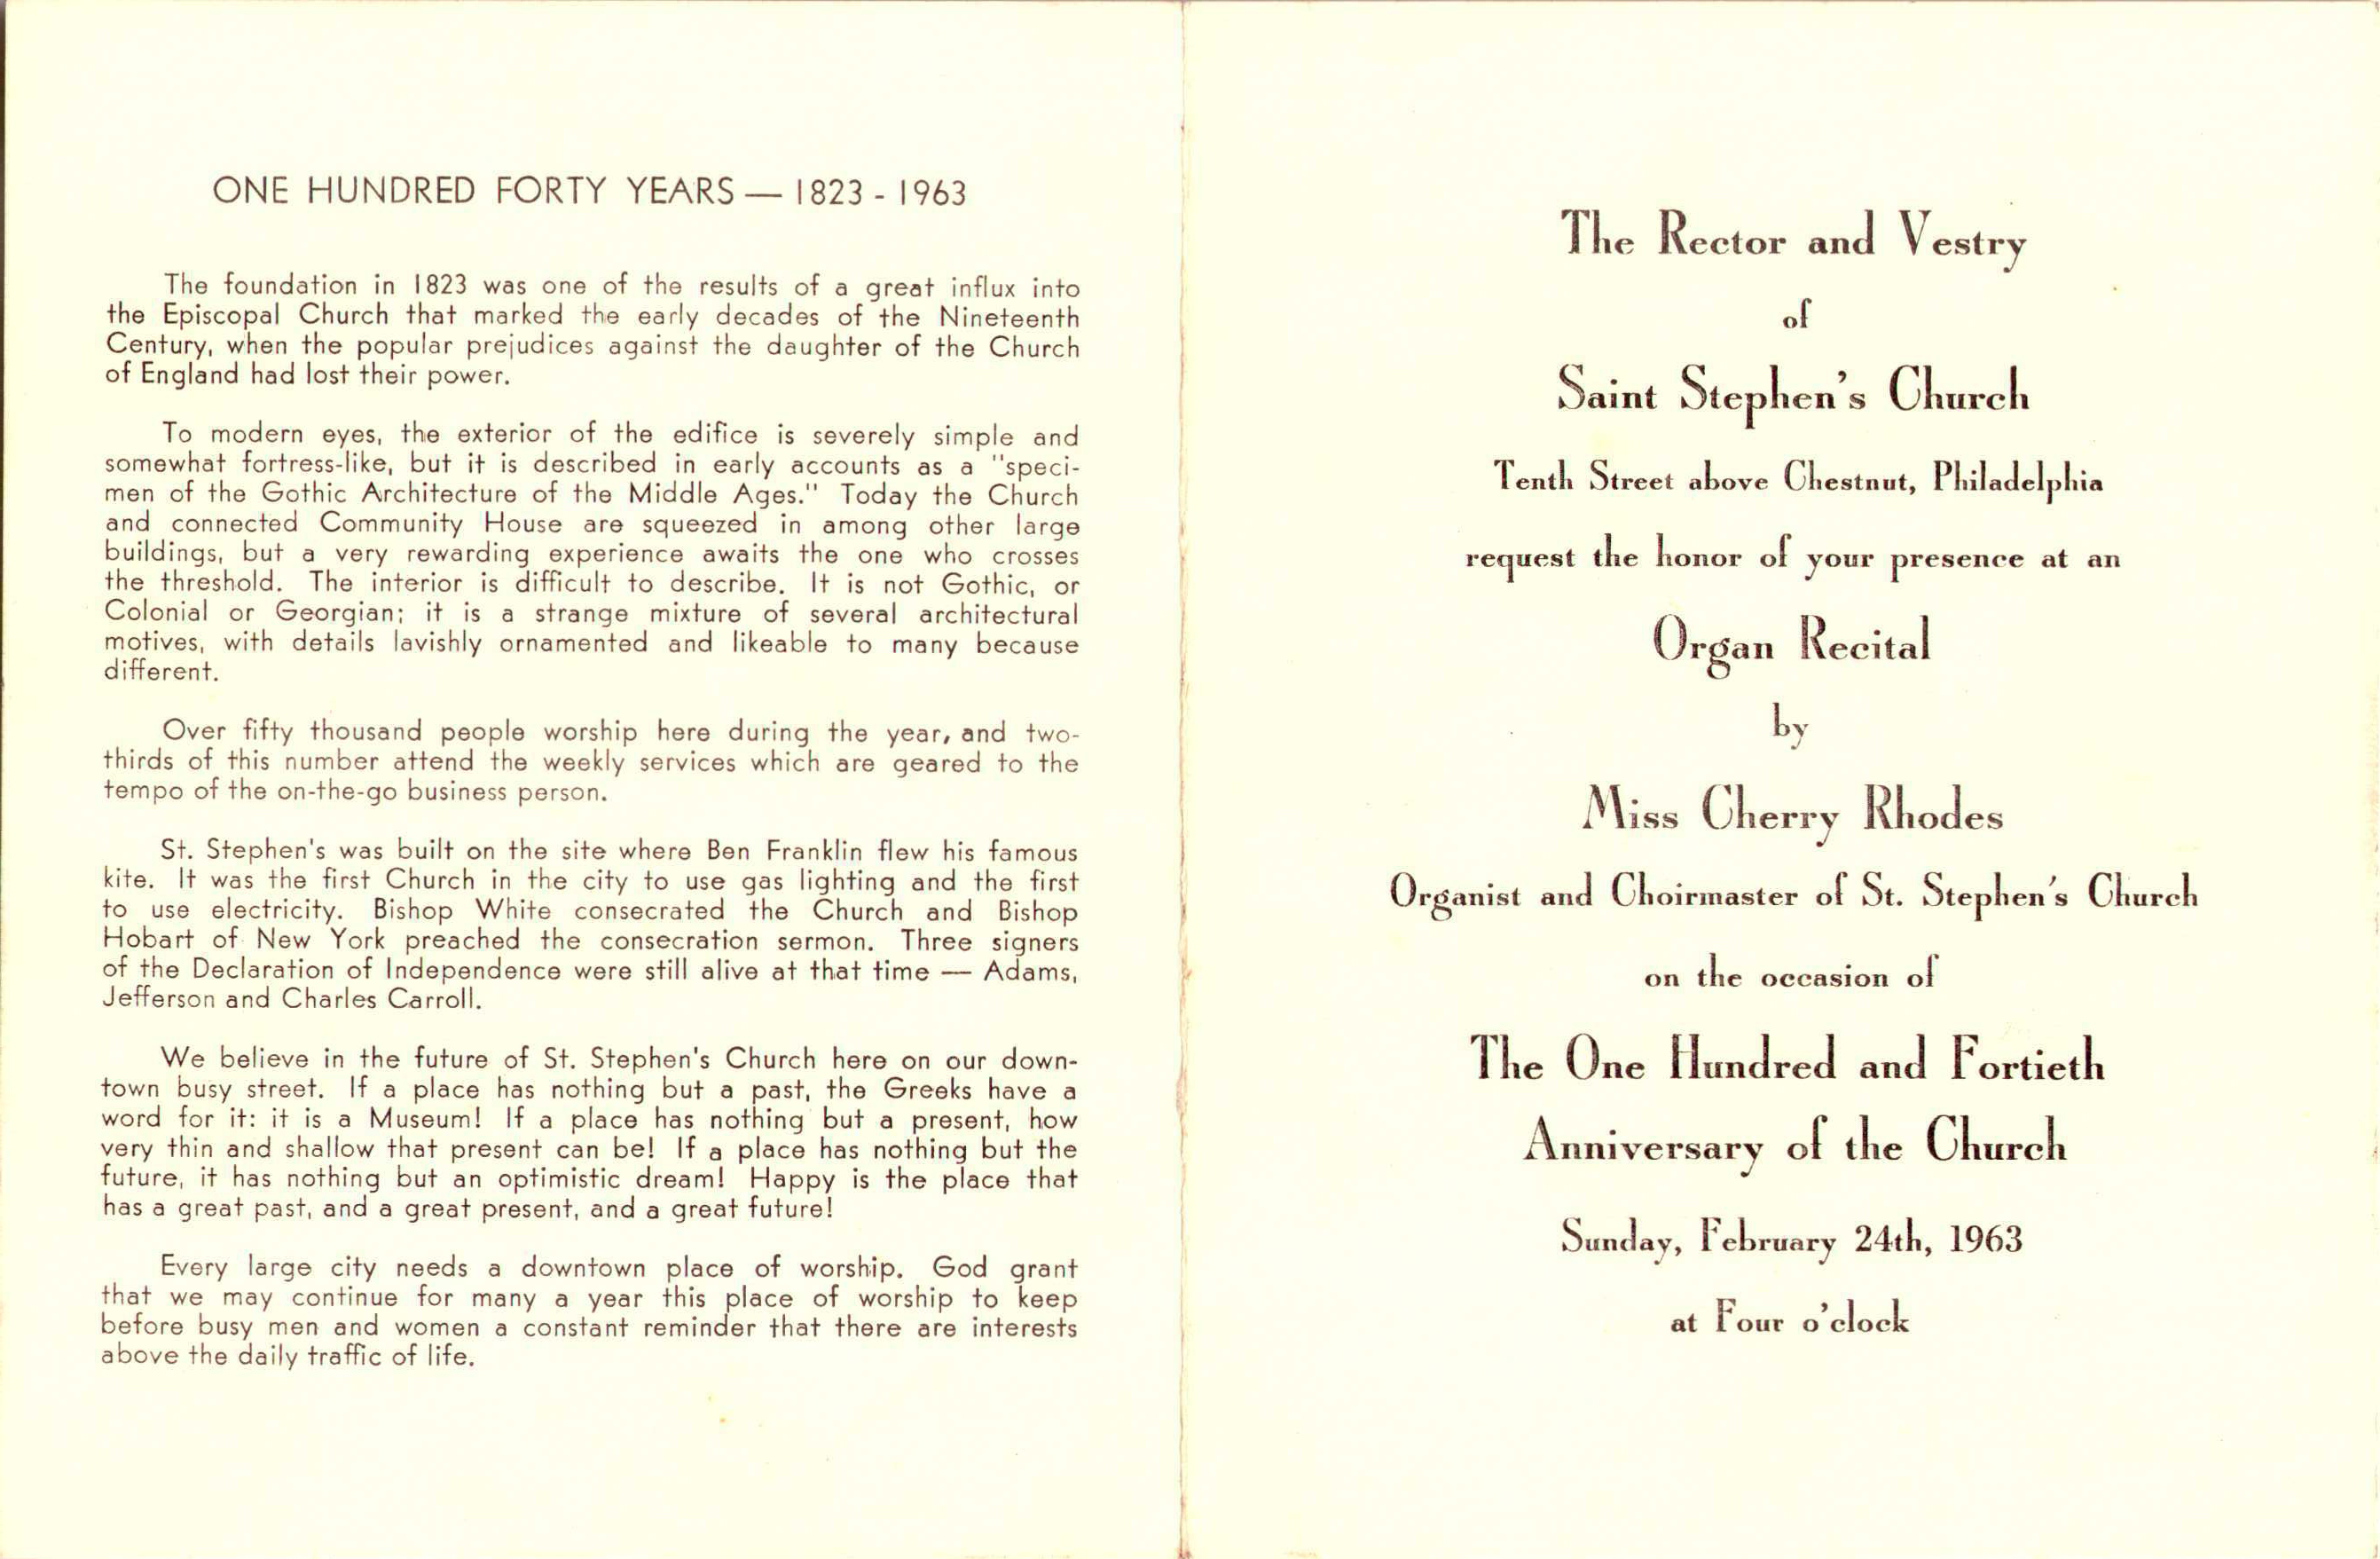 ONE HUNDRED FORTY YEARS — 1823 - 1963
The foundation in 1823 was one of the results of a great influx into
the Episcopal Church that marked the early decades of the Nineteenth
Century, when the popular prejudices against the daughter of the Church
of England had lost their power.
To modern eyes, the exterior of the edifice is severely simple and
somewhat fortress-like, but it is described in early accounts as a "speci-
men of the Gothic Architecture of the Middle Ages." Today the Church
and connected Community House are squeezed in among other large
buildings, but a very rewarding experience awaits the one who crosses
the threshold. The interior is difficult to describe. It is not Gothic, or
Colonial or Georgian; it is a strange mixture of several architectural
motives, with details lavishly ornamented and likeable to many because
different.
Over fifty thousand people worship here during the year, and two-
thirds of this number attend the weekly services which are geared to the
tempo of the on-the-go business person.
St. Stephen's was built on the site where Ben Franklin flew his famous
kite. It was the first Church in the city to use gas lighting and the first
to use electricity. Bishop White consecrated the Church and Bishop
Hobart of New York preached the consecration sermon. Three signers
of the Declaration of Independence were still alive at that time — Adams,
Jefferson and Charles Carroll.
We believe in the future of St. Stephen's Church here on our down-
town busy street. If a place has nothing but a past, the Greeks have a
word for it: it is a Museum! If a place has nothing but a present, how
very thin and shallow that present can be! If a place has nothing but the
future, it has nothing but an optimistic dream! Happy is the place that
has a great past, and a great present, and a great future!
Every large city needs a downtown place of worship. God grant
that we may continue for many a year this place of worship to keep
before busy men and women a constant reminder that there are interests
above the daily traffic of life.
The Rector and Vestry
of
Saint Stephen's Church
Tenth Street above Chestnut, Philadelphia
request the honor of your presence at an
Organ Recital
by
Miss Cherry Rhodes
Organist and Choirmaster of St. Stephen's Church
on the occasion of
The One Hundred and Fortieth
Anniversary of the Church
Sunday, February 24th, 1963
at Four o'clock